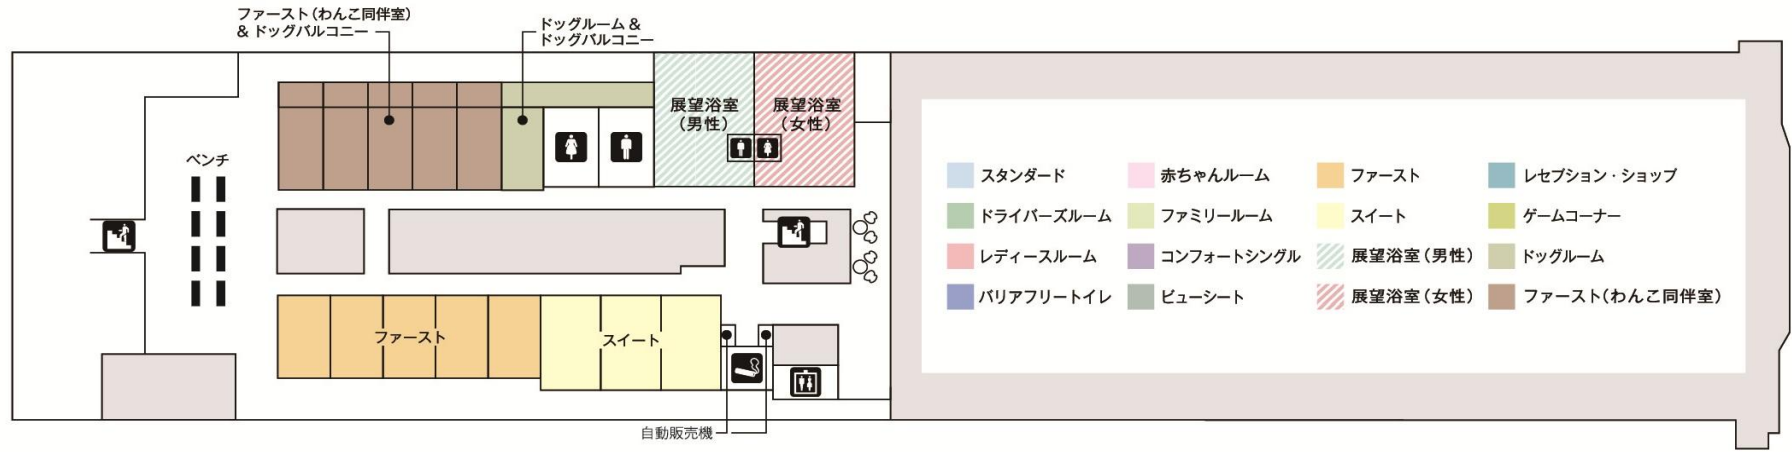 ファースト(わんこ同伴室)
& ドッグバルコニー
ドッグルーム &
ドッグバルコニー
展望浴室
(男性)
展望浴室
(女性)
ベンチ
ファースト
スイート
自動販売機
スタンダード
赤ちゃんルーム
ファースト
レセプション・ショップ
ドライバーズルーム
ファミリールーム
スイート
ゲームコーナー
レディースルーム
コンフォートシングル
展望浴室(男性)
ドッグルーム
バリアフリートイレ
ビューシート
展望浴室(女性)
ファースト(わんこ同伴室)